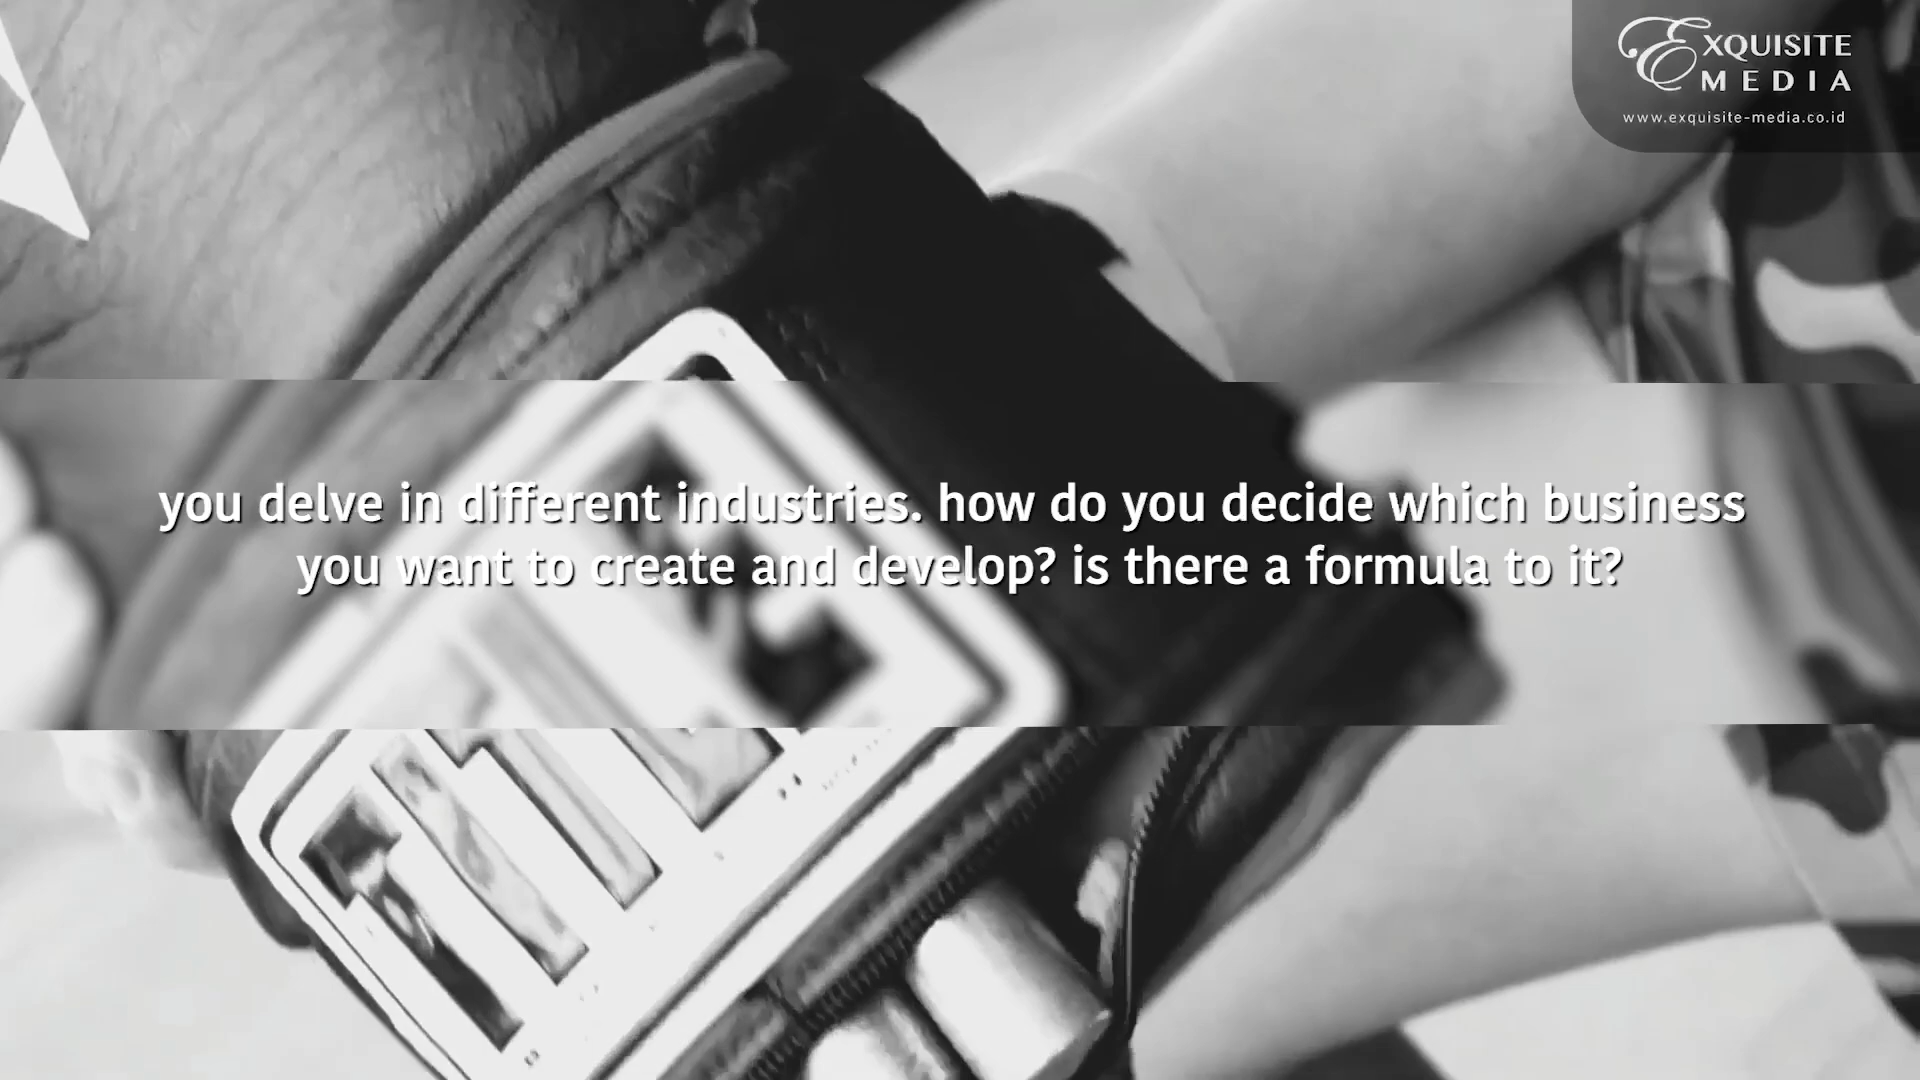 EXQUISITE
MEDIA
www.exquisite-media.co.id
you delve in different industries. how do you decide which business
you want to create and develop? is there a formula to it?